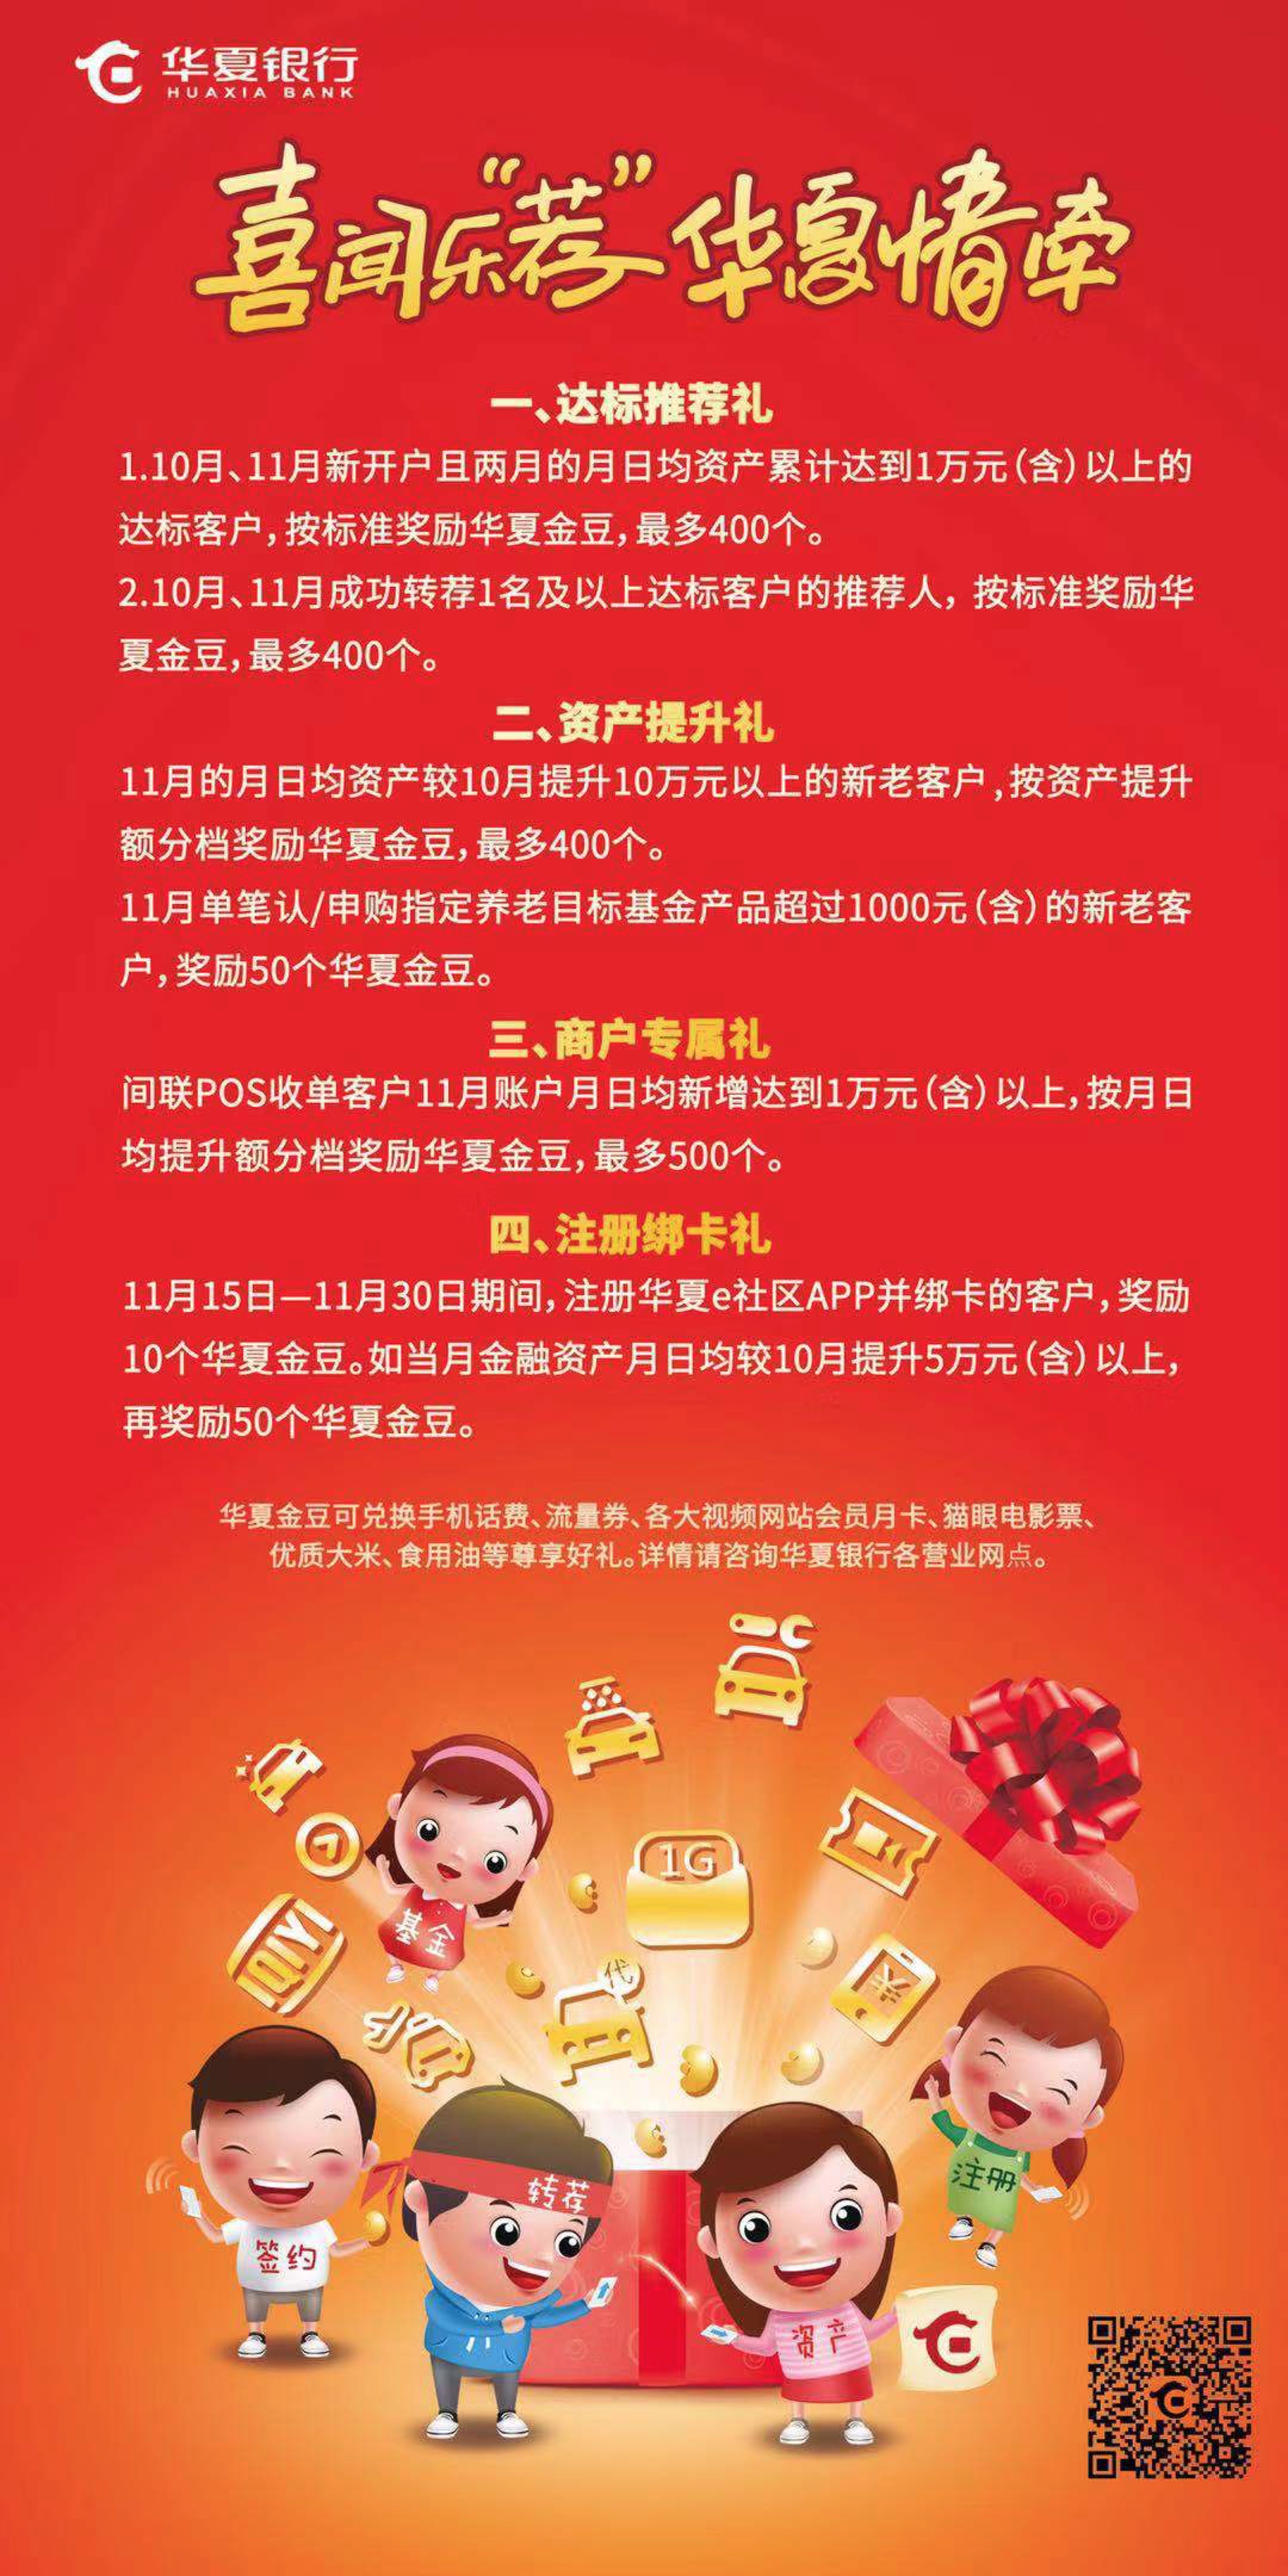 华夏银行
HUAXIA BANK
喜闻乐“荐”华夏情牵
一、达标推荐礼
1.10月、11月新开户且两月的月日均资产累计达到1万元（含）以上的
达标客户，按标准奖励华夏金豆，最多400个。
2.10月、11月成功转荐1名及以上达标客户的推荐人，按标准奖励华
夏金豆，最多400个。
二、资产提升礼
11月的月日均资产较10月提升10万元以上的新老客户,按资产提升
额分档奖励华夏金豆，最多400个。
11月单笔认/申购指定养老目标基金产品超过1000元（含）的新老客
户，奖励50个华夏金豆。
三、商户专属礼
间联POS收单客户11月账户月日均新增达到1万元（含）以上，按月日
均提升额分档奖励华夏金豆，最多500个。
四、注册绑卡礼
11月15日—11月30日期间，注册华夏e社区APP并绑卡的客户，奖励
10个华夏金豆。如当月金融资产月日均较10月提升5万元（含）以上，
再奖励50个华夏金豆。
华夏金豆可兑换手机话费、流量券、各大视频网站会员月卡、猫眼电影票、
优质大米、食用油等尊享好礼。详情请咨询华夏银行各营业网点。
1G
基金
QIYI
代
注册
转荐
签约
资产